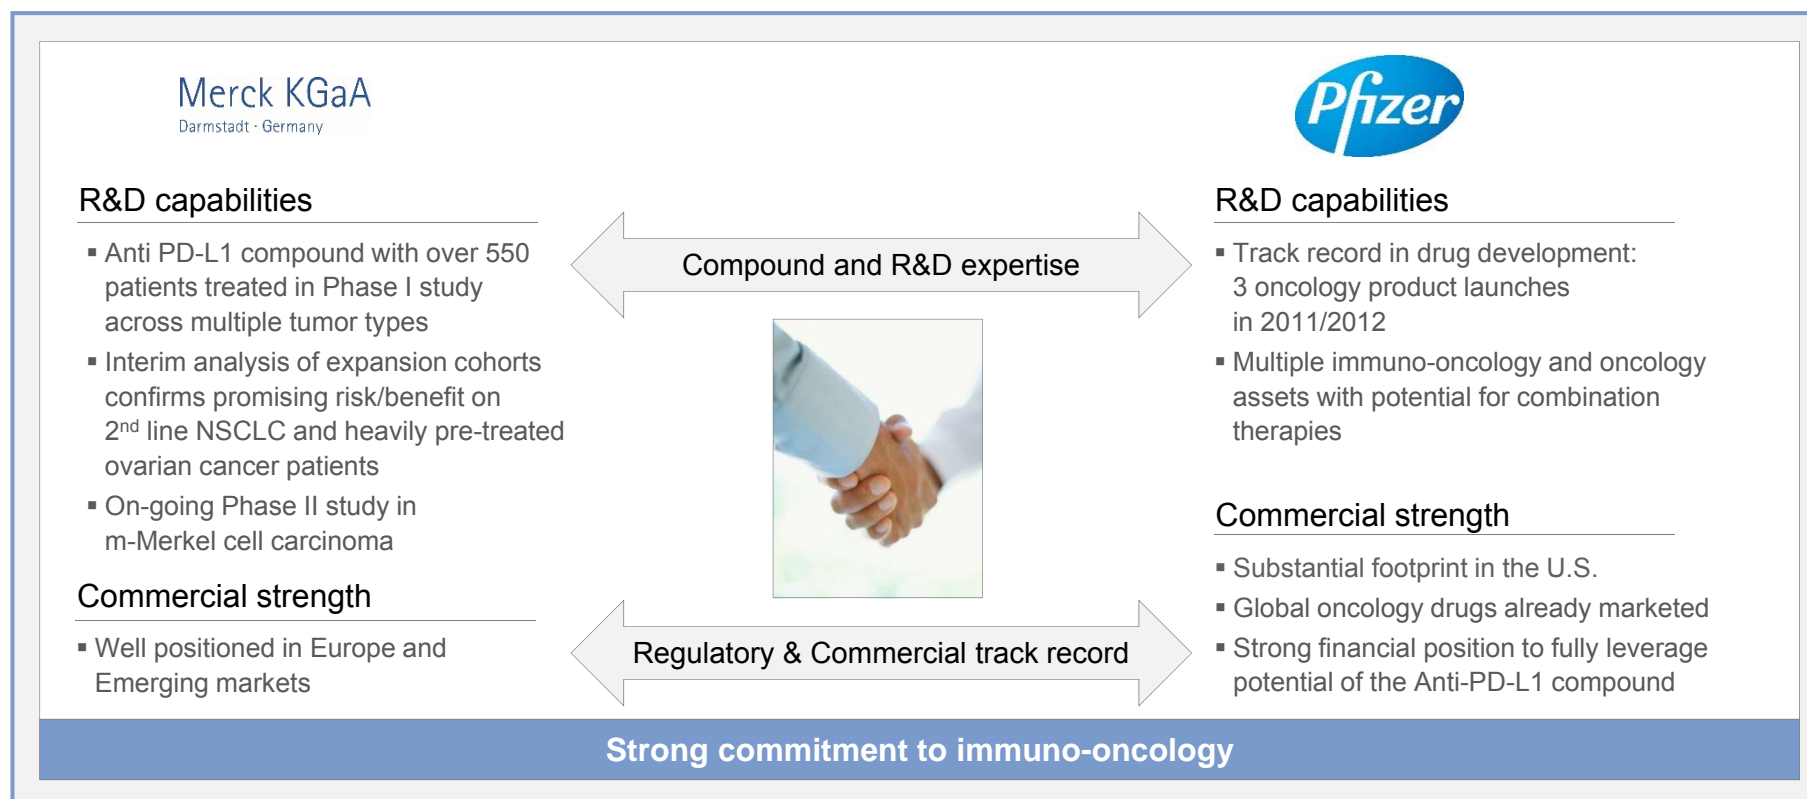 Merck KGaA
Darmstadt · Germany
R&D capabilities
▪ Anti PD-L1 compound with over 550
patients treated in Phase I study
across multiple tumor types
▪ Interim analysis of expansion cohorts
confirms promising risk/benefit on
2nd line NSCLC and heavily pre-treated
ovarian cancer patients
▪ On-going Phase II study in
m-Merkel cell carcinoma
Commercial strength
▪ Well positioned in Europe and
Emerging markets
Compound and R&D expertise
Regulatory & Commercial track record
Pfizer
R&D capabilities
▪ Track record in drug development:
3 oncology product launches
in 2011/2012
▪ Multiple immuno-oncology and oncology
assets with potential for combination
therapies
Commercial strength
▪ Substantial footprint in the U.S.
▪ Global oncology drugs already marketed
▪ Strong financial position to fully leverage
potential of the Anti-PD-L1 compound
Strong commitment to immuno-oncology